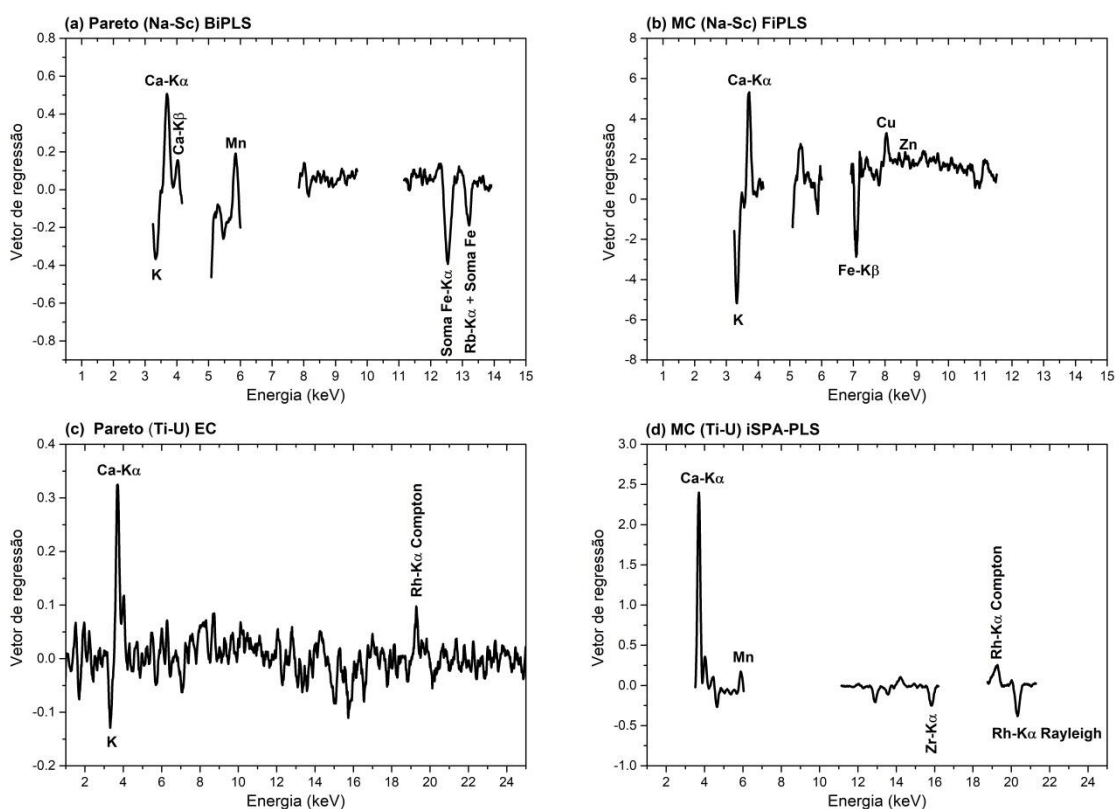 (a) Pareto (Na-Sc) BiPLS
0.8
0.6
0.4
0.2
0.0
-0.2
-0.4
-0.6
-0.8
Vetor de regressão
Ca-Kα
Ca-Kβ
Mn
K
Soma Fe-Kα
Rb-Kα + Soma Fe
1 2 3 4 5 6 7 8 9 10 11 12 13 14 15
Energia (keV)
(b) MC (Na-Sc) FiPLS
8
6
4
2
0
-2
-4
-6
-8
Vetor de regressão
Ca-Kα
Cu
Zn
Fe-Kβ
K
1 2 3 4 5 6 7 8 9 10 11 12 13 14 15
Energia (keV)
(c) Pareto (Ti-U) EC
0.4
0.3
0.2
0.1
0.0
-0.1
-0.2
Vetor de regressão
Ca-Kα
K
Rh-Kα Compton
2 4 6 8 10 12 14 16 18 20 22 24
Energia (keV)
(d) MC (Ti-U) iSPA-PLS
3.0
2.5
2.0
1.5
1.0
0.5
0.0
-0.5
-1.0
Vetor de regressão
Ca-Kα
Mn
Zr-Kα
Rh-Kα Compton
Rh-Kα Rayleigh
2 4 6 8 10 12 14 16 18 20 22 24
Energia (keV)